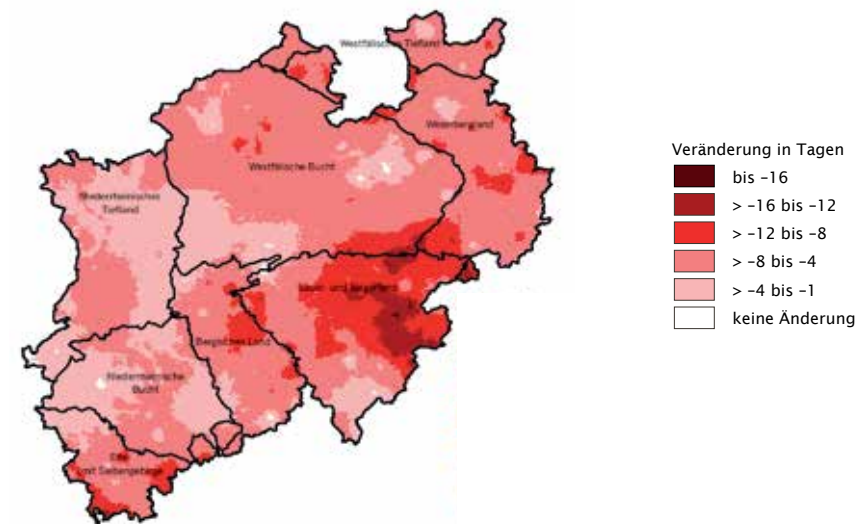 Westfälisches Tiefland
Weserbergland
Westfälische Bucht
Niederrheinisches
Tiefland
Sauer- und Siegerland
Bergisches Land
Niederrheinische
Bucht
Eifel
(mit Siebengebirge)
Veränderung in Tagen
bis –16
> –16 bis –12
> –12 bis –8
> –8 bis –4
> –4 bis –1
keine Änderung